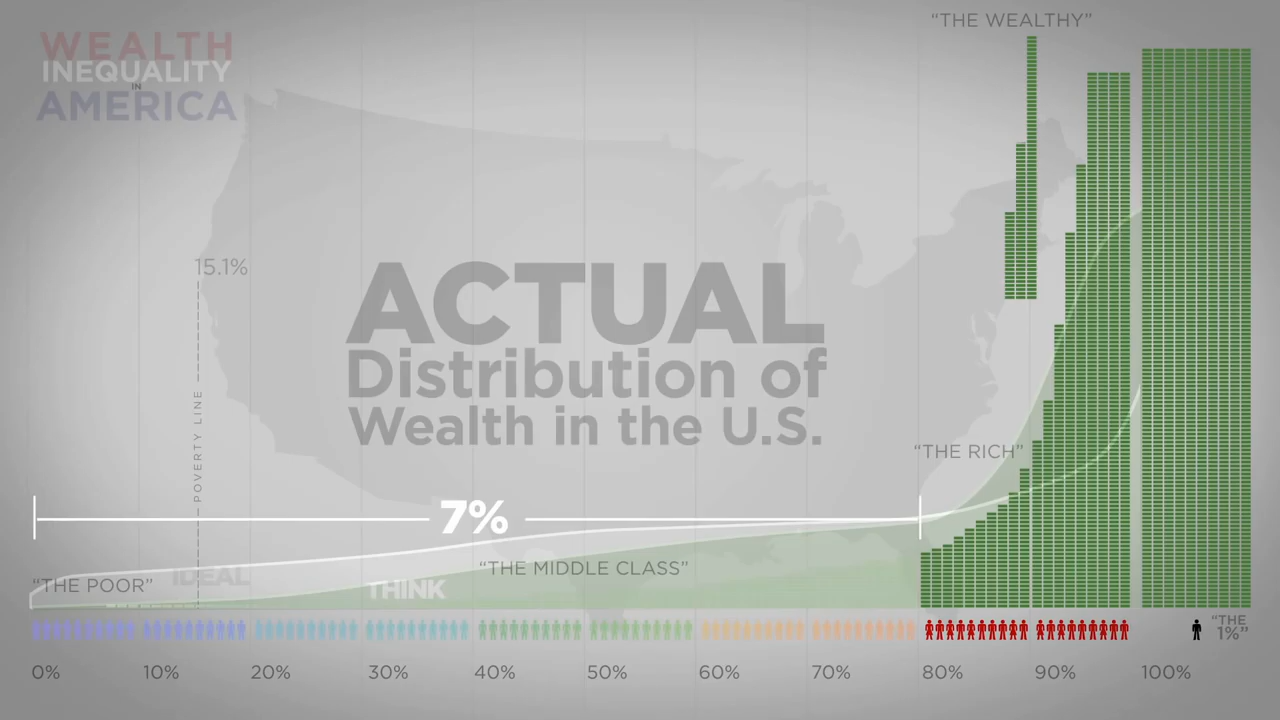 "THE WEALTHY"
WEALTH
INEQUALITY
IN
AMERICA
15.1%
ACTUAL
Distribution of
Wealth in the U.S.
POVERTY LINE
"THE RICH"
7%
"THE POOR"
IDEAL
THINK
"THE MIDDLE CLASS"
"THE
1%"
0% 10% 20% 30% 40% 50% 60% 70% 80% 90% 100%